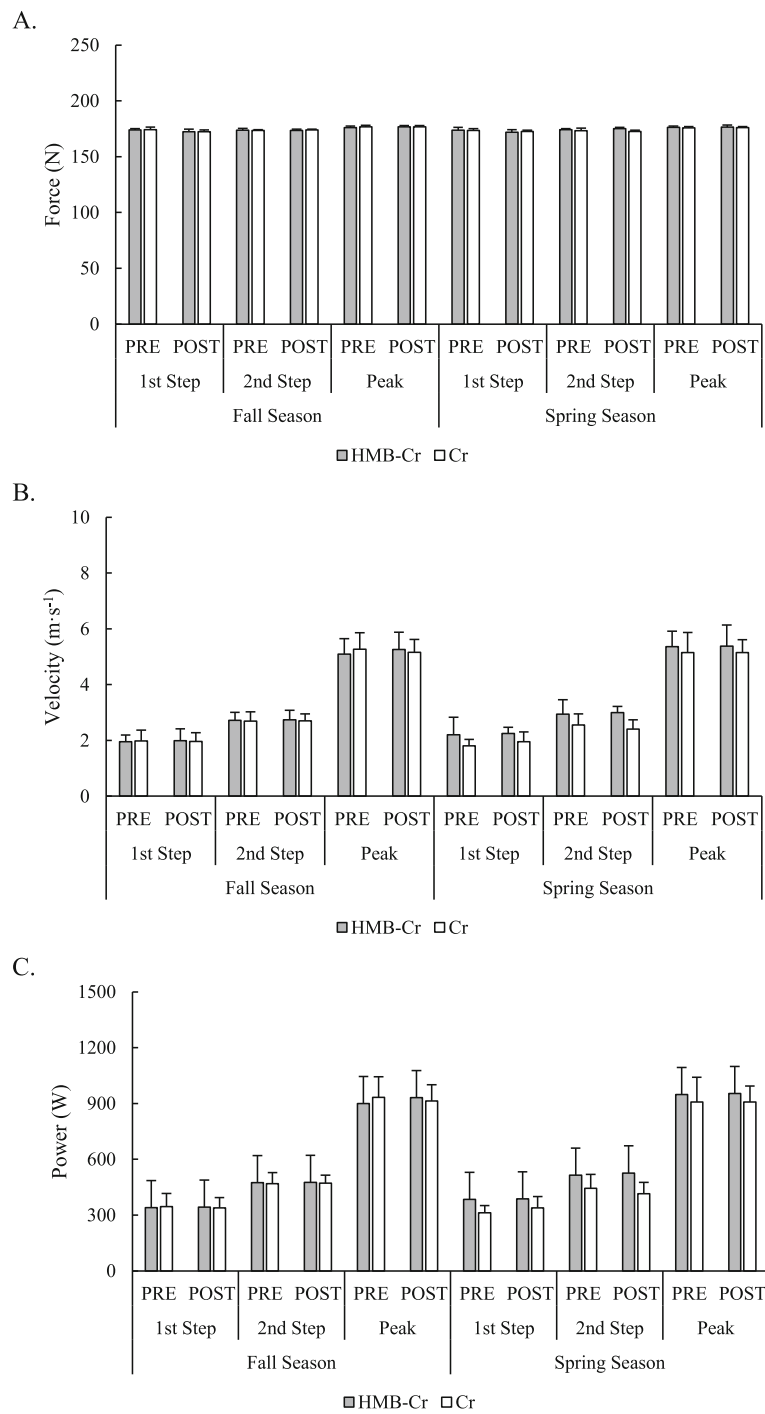 A.
250
200
150
100
50
0
Force (N)
PRE POST PRE POST PRE POST PRE POST PRE POST PRE POST
1st Step 2nd Step Peak 1st Step 2nd Step Peak
Fall Season Spring Season
HMB-Cr Cr
B.
10
8
6
4
2
0
Velocity (m·s⁻¹)
PRE POST PRE POST PRE POST PRE POST PRE POST PRE POST
1st Step 2nd Step Peak 1st Step 2nd Step Peak
Fall Season Spring Season
HMB-Cr Cr
C.
1500
1200
900
600
300
0
Power (W)
PRE POST PRE POST PRE POST PRE POST PRE POST PRE POST
1st Step 2nd Step Peak 1st Step 2nd Step Peak
Fall Season Spring Season
HMB-Cr Cr